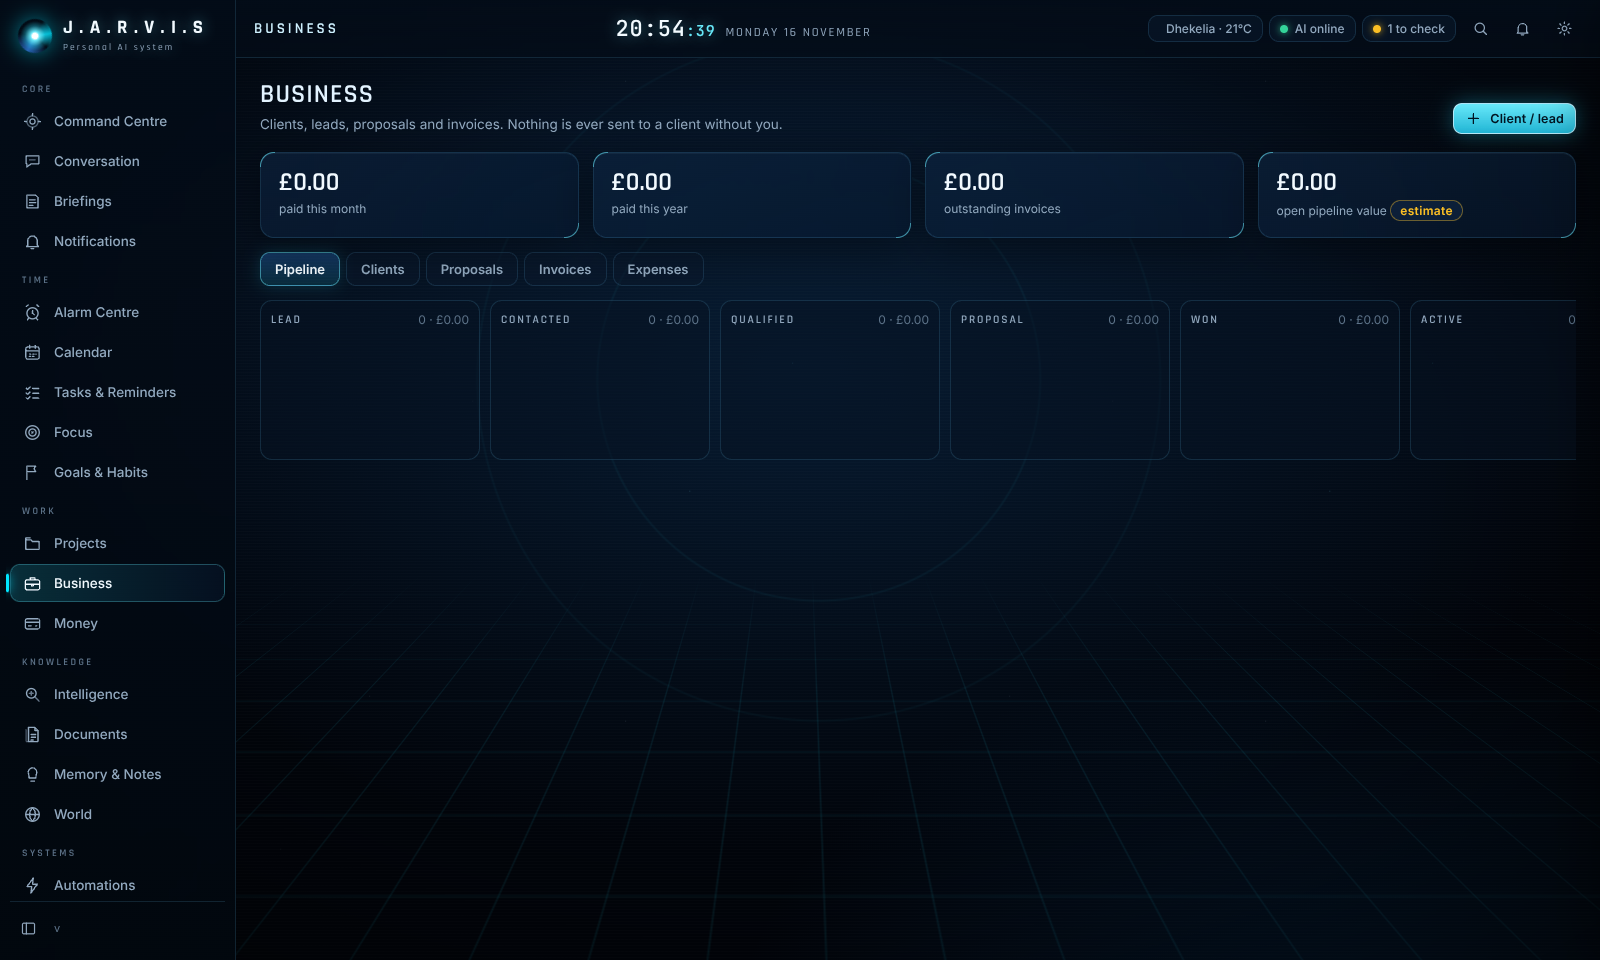 J.A.R.V.I.S
Personal AI system
CORE
Command Centre
Conversation
Briefings
Notifications
TIME
Alarm Centre
Calendar
Tasks & Reminders
Focus
Goals & Habits
WORK
Projects
Business
Money
KNOWLEDGE
Intelligence
Documents
Memory & Notes
World
SYSTEMS
Automations
v
BUSINESS
20:54:39 MONDAY 16 NOVEMBER
Dhekelia · 21°C
AI online
1 to check
BUSINESS
Clients, leads, proposals and invoices. Nothing is ever sent to a client without you.
+ Client / lead
£0.00
paid this month
£0.00
paid this year
£0.00
outstanding invoices
£0.00
open pipeline value estimate
Pipeline
Clients
Proposals
Invoices
Expenses
LEAD 0 · £0.00
CONTACTED 0 · £0.00
QUALIFIED 0 · £0.00
PROPOSAL 0 · £0.00
WON 0 · £0.00
ACTIVE 0